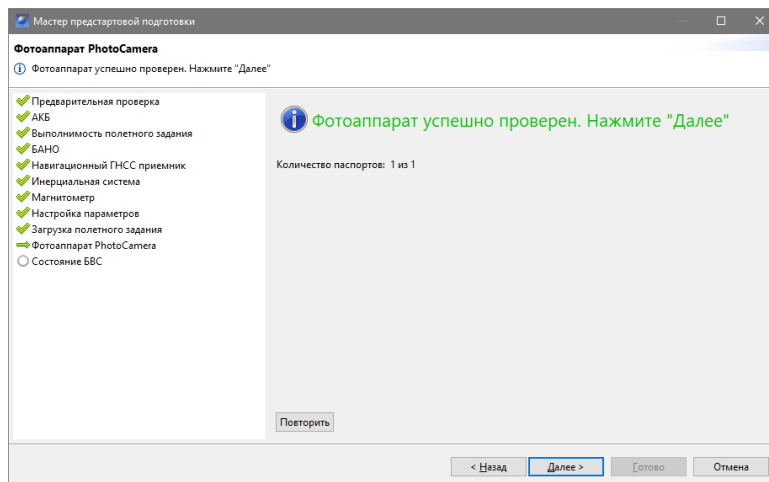 Мастер предстартовой подготовки
Фотоаппарат PhotoCamera
Фотоаппарат успешно проверен. Нажмите "Далее"
Предварительная проверка
АКБ
Выполнимость полетного задания
БАНО
Навигационный ГНСС приемник
Инерциальная система
Магнитометр
Настройка параметров
Загрузка полетного задания
Фотоаппарат PhotoCamera
Состояние БВС
Фотоаппарат успешно проверен. Нажмите "Далее"
Количество паспортов: 1 из 1
Повторить
< Назад
Далее >
Готово
Отмена